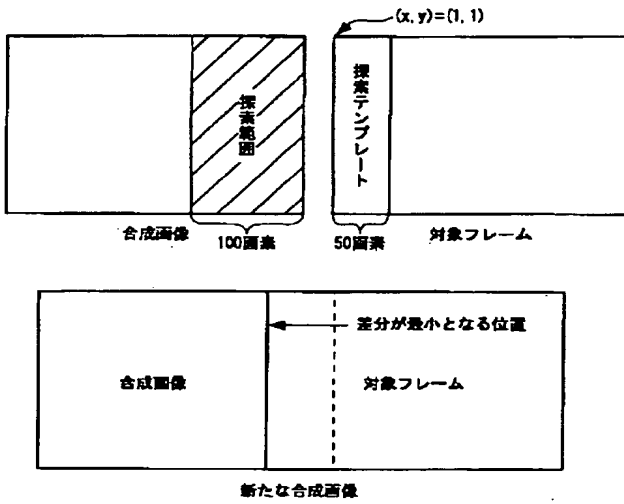 (x, y)=(1, 1)
探索範囲
探索テンプレート
合成画像
100画素
50画素
対象フレーム
差分が最小となる位置
合成画像
対象フレーム
新たな合成画像